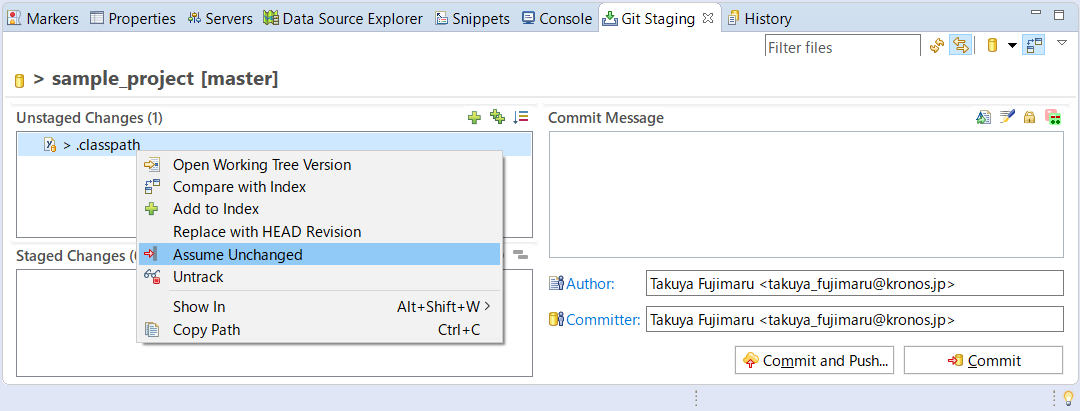 Markers Properties Servers Data Source Explorer Snippets Console Git Staging History
Filter files
> sample_project [master]
Unstaged Changes (1)
> .classpath
Open Working Tree Version
Compare with Index
Add to Index
Replace with HEAD Revision
Assume Unchanged
Untrack
Show In Alt+Shift+W >
Copy Path Ctrl+C
Staged Changes (
Commit Message
Author: Takuya Fujimaru <takuya_fujimaru@kronos.jp>
Committer: Takuya Fujimaru <takuya_fujimaru@kronos.jp>
Commit and Push... Commit